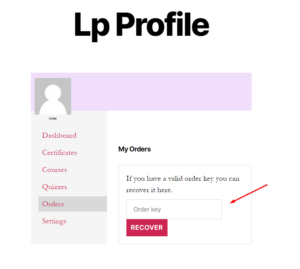 Lp Profile
Dashboard
Certificates
Courses
Quizzes
Orders
Settings
My Orders
If you have a valid order key you can
recover it here.
Order key
RECOVER